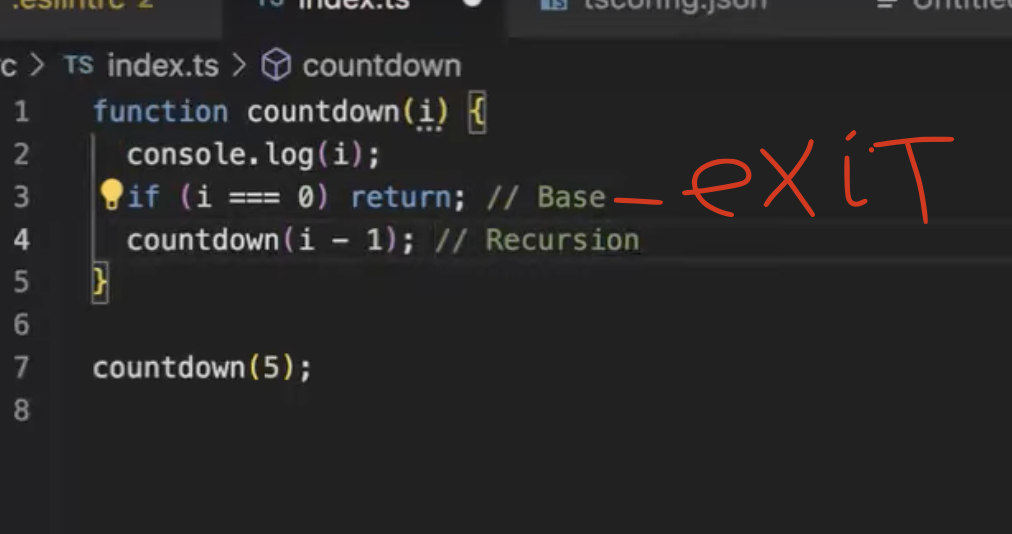 .eslintrc 2 TS index.ts tsconfig.json
rc > TS index.ts > countdown
1 function countdown(i) {
2 console.log(i);
3 if (i === 0) return; // Base — exiT
4 countdown(i - 1); // Recursion
5 }
6
7 countdown(5);
8